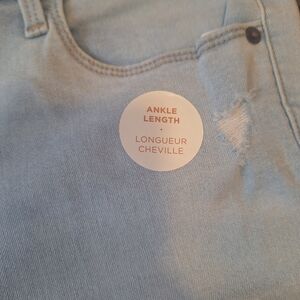 ANKLE
LENGTH
·
LONGUEUR
CHEVILLE